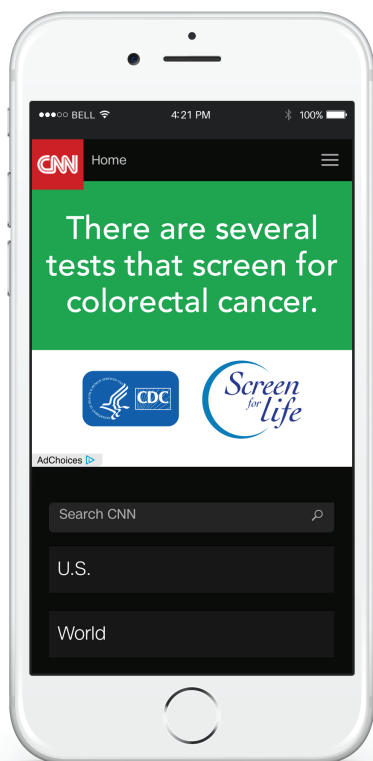 BELL 4:21 PM 100%
CNN Home
There are several
tests that screen for
colorectal cancer.
CDC
Screen
for
life
AdChoices
Search CNN
U.S.
World